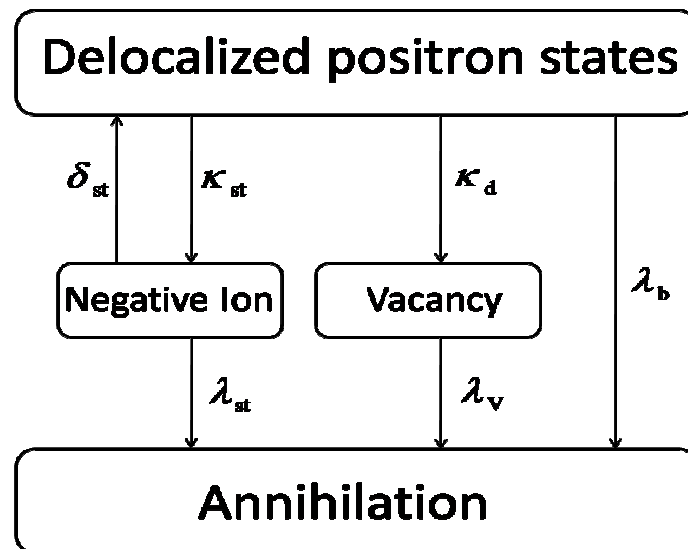 Delocalized positron states
δst κst κd
λb
Negative Ion Vacancy
λst λV
Annihilation